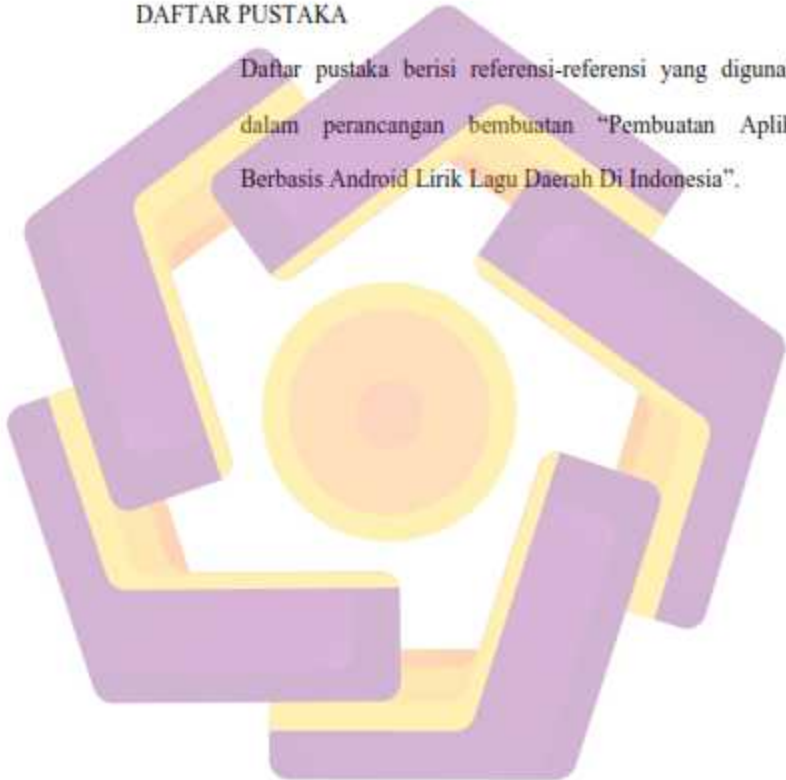 DAFTAR PUSTAKA
Daftar pustaka berisi referensi-referensi yang diguna
dalam perancangan bembuatan “Pembuatan Aplik
Berbasis Android Lirik Lagu Daerah Di Indonesia”.